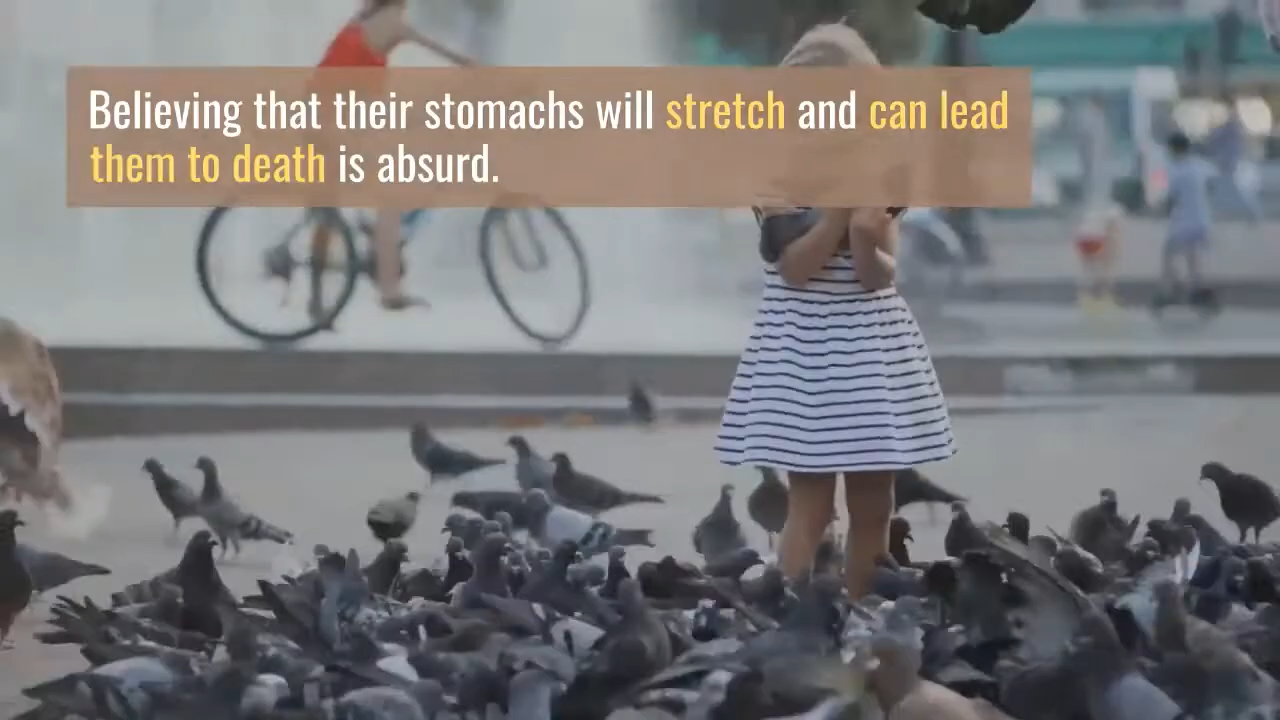 Believing that their stomachs will stretch and can lead
them to death is absurd.